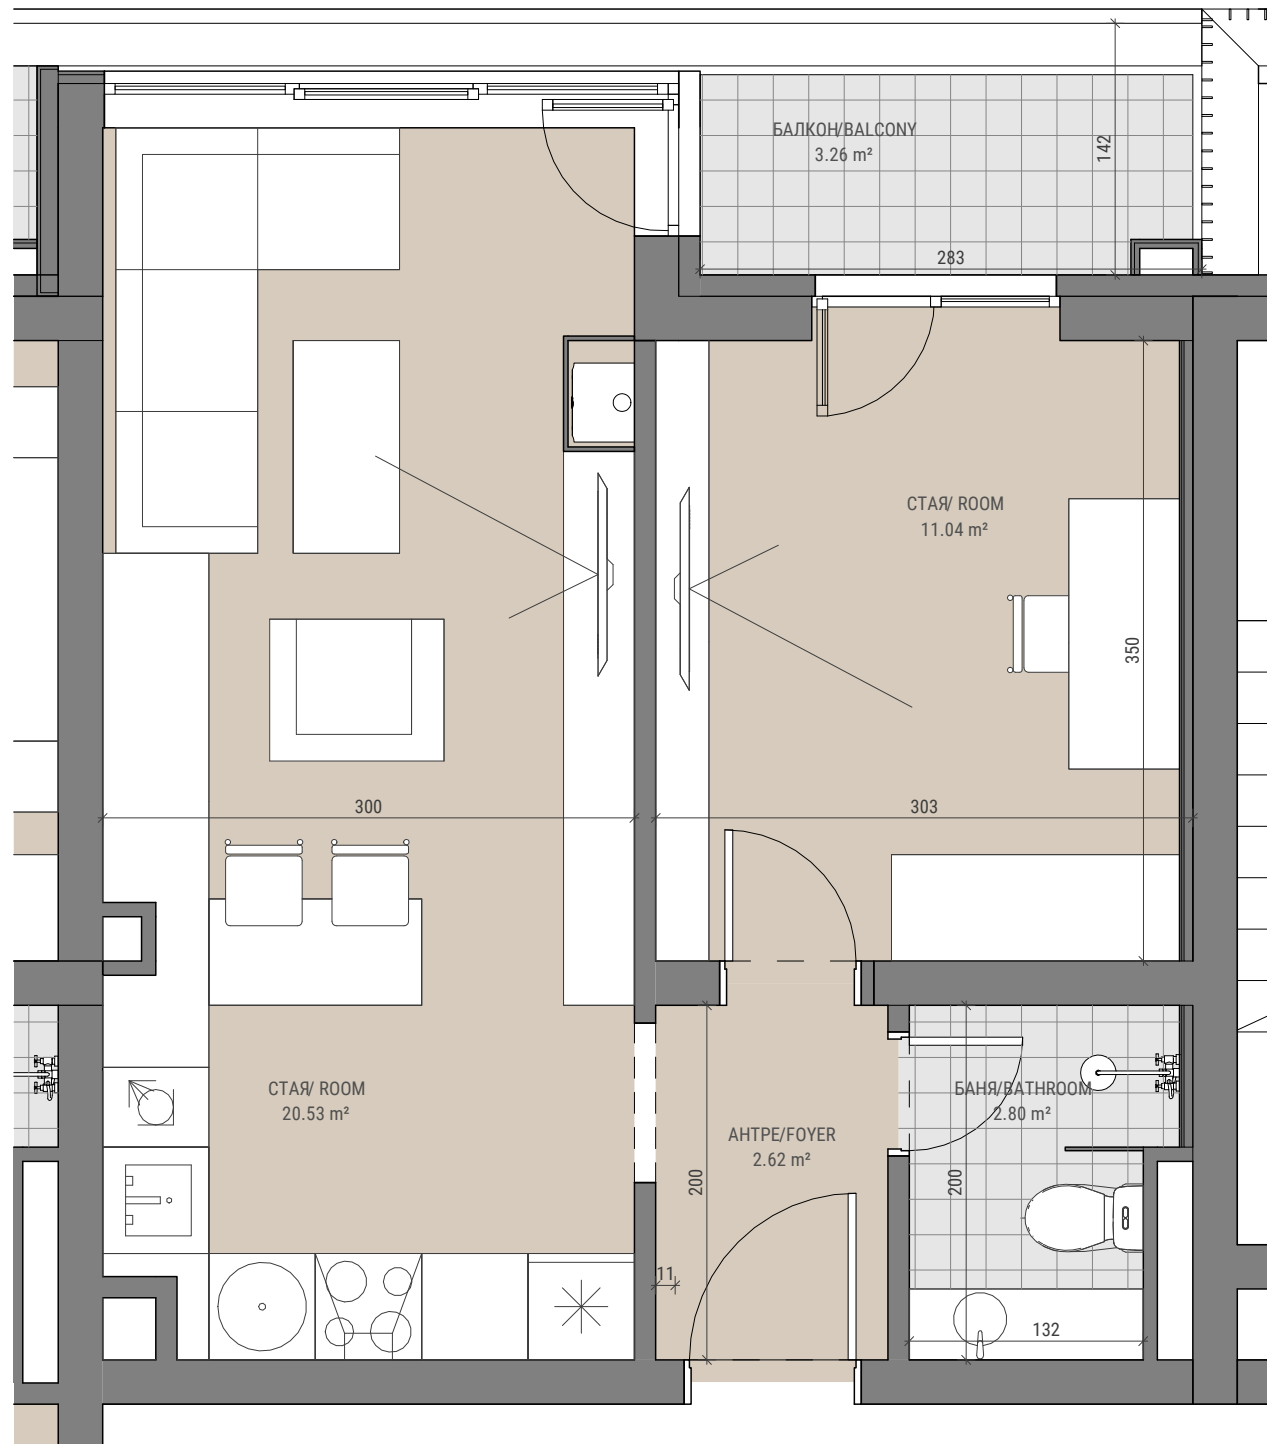 БАЛКОН/BALCONY
3.26 m²
142
283
СТАЯ/ ROOM
11.04 m²
350
300
303
СТАЯ/ ROOM
20.53 m²
АНТРЕ/FOYER
2.62 m²
БАНЯ/BATHROOM
2.80 m²
200
200
11
132